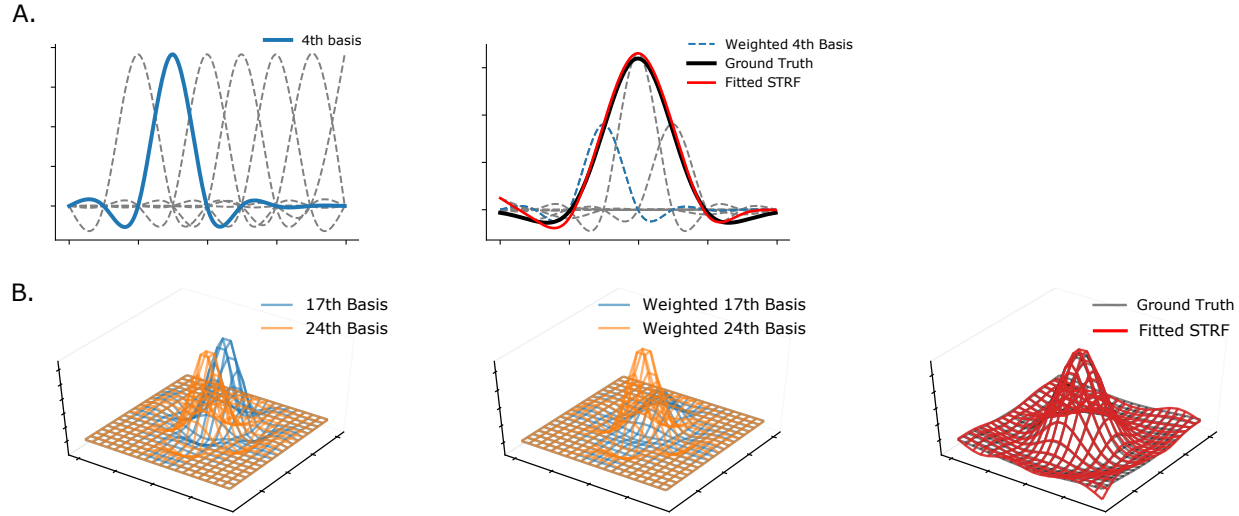 A.
4th basis
Weighted 4th Basis
Ground Truth
Fitted STRF
B.
17th Basis
24th Basis
Weighted 17th Basis
Weighted 24th Basis
Ground Truth
Fitted STRF